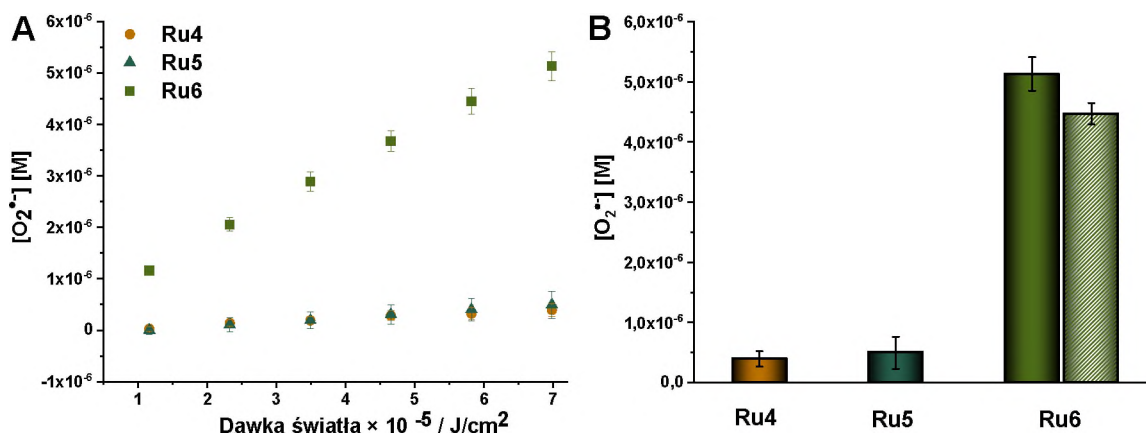 A
6x10⁻⁶
5x10⁻⁶
4x10⁻⁶
3x10⁻⁶
2x10⁻⁶
1x10⁻⁶
0
-1x10⁻⁶
[O₂•⁻] [M]
Ru4
Ru5
Ru6
1 2 3 4 5 6 7
Dawka światła × 10 ⁻⁵ / J/cm²
B
6,0x10⁻⁶
5,0x10⁻⁶
4,0x10⁻⁶
3,0x10⁻⁶
6,0x10⁻⁶
1,0x10⁻⁶
0,0
[O₂•⁻] [M]
Ru4 Ru5 Ru6